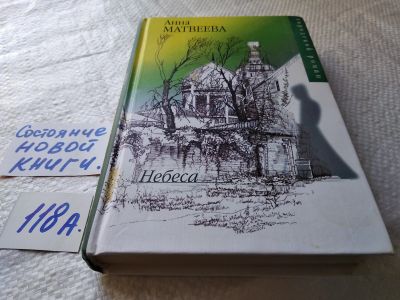 Анна
МАТВЕЕВА
Небеса
Состояние
НОВОЙ
КНИГИ.
118А.